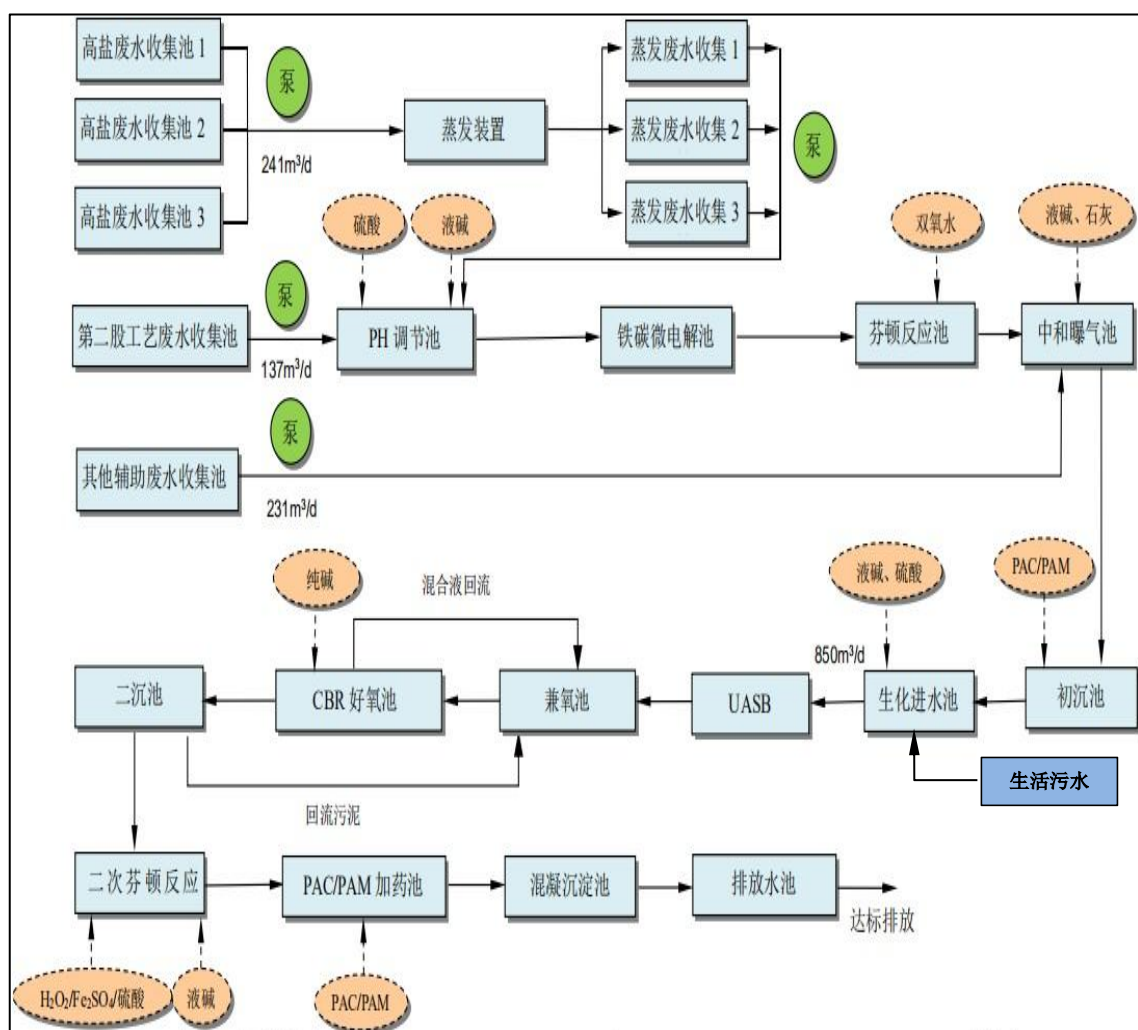 高盐废水收集池 1
泵
蒸发废水收集 1
高盐废水收集池 2
蒸发装置
蒸发废水收集 2
泵
241m³/d
高盐废水收集池 3
蒸发废水收集 3
硫酸
液碱
双氧水
液碱、石灰
泵
第二股工艺废水收集池
137m³/d
PH 调节池
铁碳微电解池
芬顿反应池
中和曝气池
泵
其他辅助废水收集池
231m³/d
纯碱
混合液回流
液碱、硫酸
PAC/PAM
850m³/d
二沉池
CBR 好氧池
兼氧池
UASB
生化进水池
初沉池
生活污水
回流污泥
二次芬顿反应
PAC/PAM 加药池
混凝沉淀池
排放水池
达标排放
H₂O₂/Fe₂SO₄/硫酸
液碱
PAC/PAM